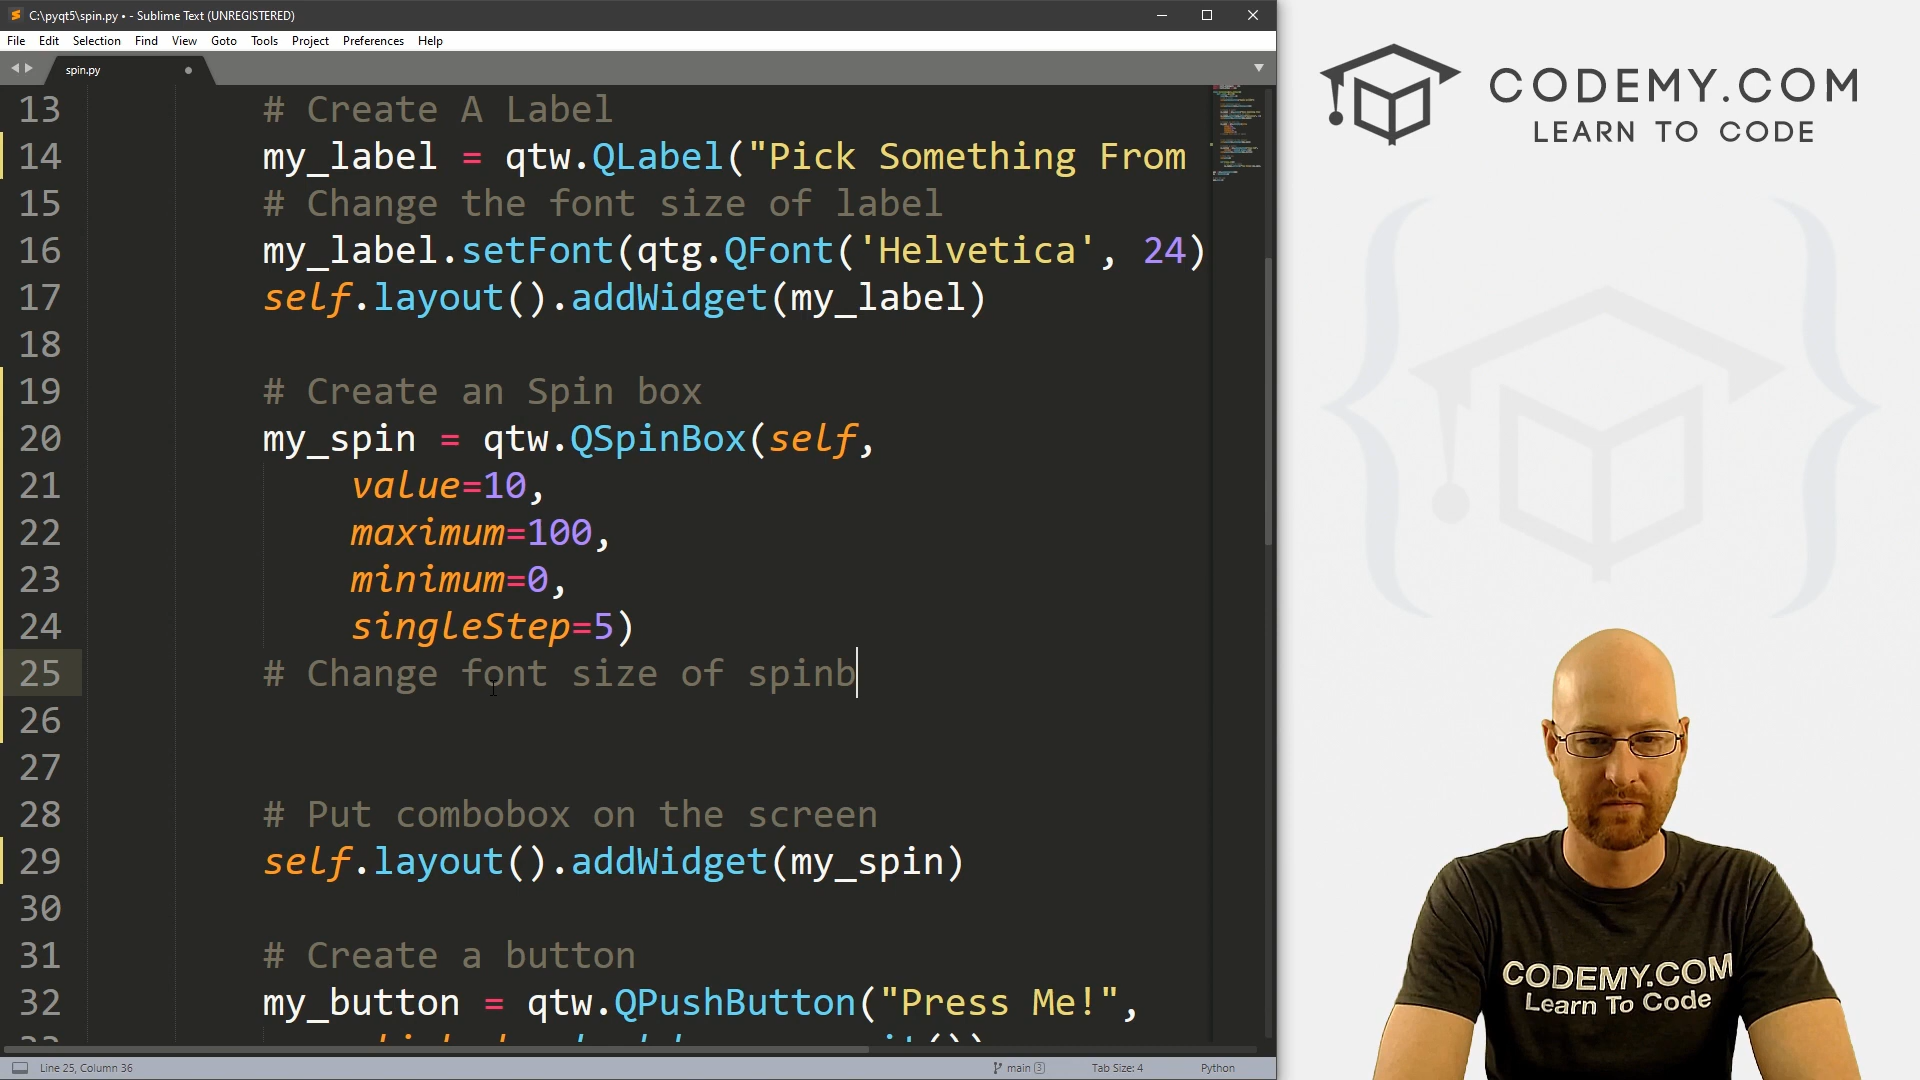 C:\pyqt5\spin.py • - Sublime Text (UNREGISTERED)
File Edit Selection Find View Goto Tools Project Preferences Help
spin.py
13 # Create A Label
14 my_label = qtw.QLabel("Pick Something From
15 # Change the font size of label
16 my_label.setFont(qtg.QFont('Helvetica', 24)
17 self.layout().addWidget(my_label)
18
19 # Create an Spin box
20 my_spin = qtw.QSpinBox(self,
21 value=10,
22 maximum=100,
23 minimum=0,
24 singleStep=5)
25 # Change font size of spinb
26
27
28 # Put combobox on the screen
29 self.layout().addWidget(my_spin)
30
31 # Create a button
32 my_button = qtw.QPushButton("Press Me!",
Line 25, Column 36
main 3
Tab Size: 4
Python
CODEMY.COM
LEARN TO CODE
CODEMY.COM
Learn To Code